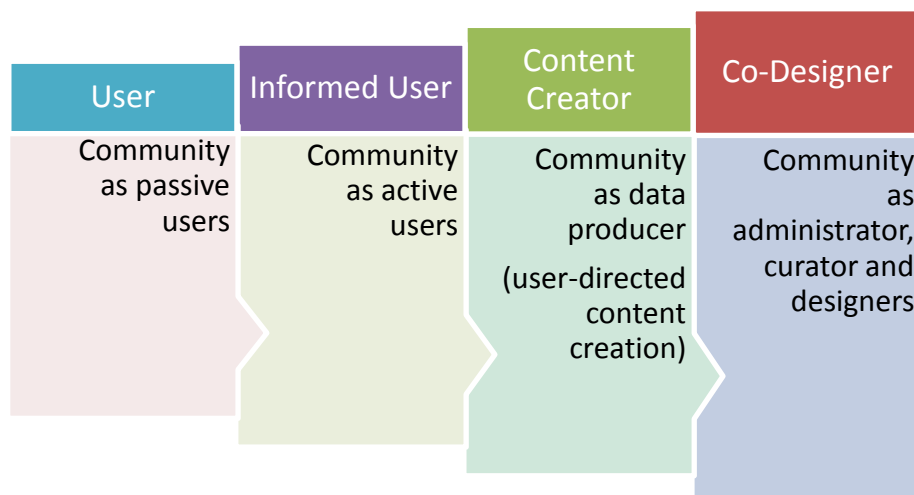 User
Community
as passive
users
Informed User
Community
as active
users
Content
Creator
Community
as data
producer
(user-directed
content
creation)
Co-Designer
Community
as
administrator,
curator and
designers